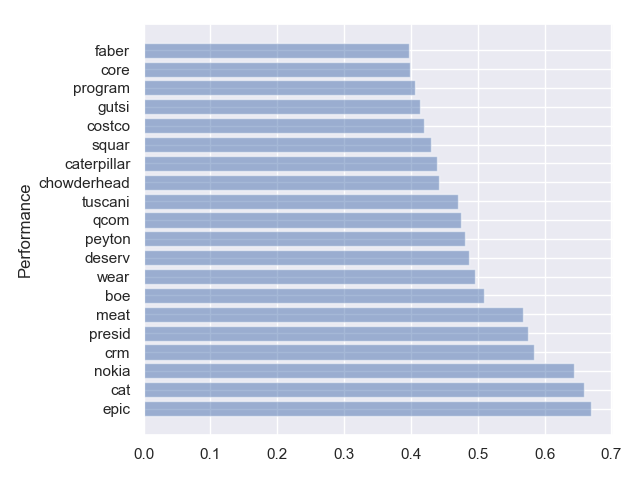 faber
core
program
gutsi
costco
squar
caterpillar
chowderhead
tuscani
qcom
peyton
deserv
wear
boe
meat
presid
crm
nokia
cat
epic
Performance
0.0 0.1 0.2 0.3 0.4 0.5 0.6 0.7